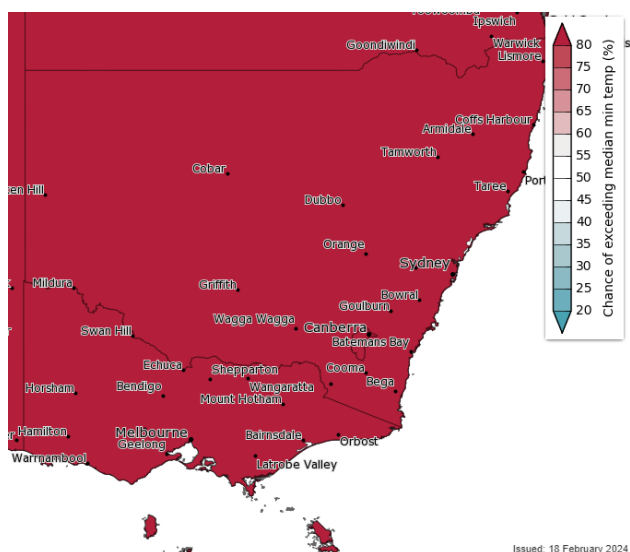 Ipswich
Goondiwindi
Warwick
Lismore
Coffs Harbour
Armidale
Tamworth
Cobar
Port
Taree
Dubbo
Orange
Sydney
Mildura
Griffith
Bowral
Goulburn
Wagga Wagga
Swan Hill
Canberra
Batemans Bay
Echuca
Shepparton
Cooma
Horsham
Bendigo
Wangaratta
Bega
Mount Hotham
Hamilton
Melbourne
Bairnsdale
Orbost
Geelong
Warrnambool
Latrobe Valley
80
75
70
65
60
55
50
45
40
35
30
25
20
Chance of exceeding median min temp (%)
Issued: 18 February 2024